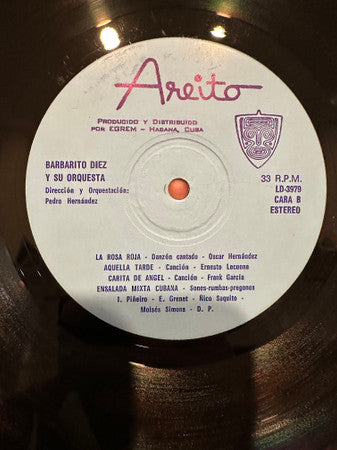 Areito
PRODUCIDO Y DISTRIBUIDO
POR EGREM - HABANA, CUBA
BARBARITO DIEZ
Y SU ORQUESTA
Dirección y Orquestación:
Pedro Hernández
33 R.P.M.
LD-3979
CARA B
ESTEREO
LA ROSA ROJA - Danzón cantado - Oscar Hernández
AQUELLA TARDE - Canción - Ernesto Lecuona
CARITA DE ANGEL - Canción - Frank García
ENSALADA MIXTA CUBANA - Sones-rumbas-pregones
I. Piñeiro - E. Grenet - Ñico Saquito -
Moisés Simons - D. P.